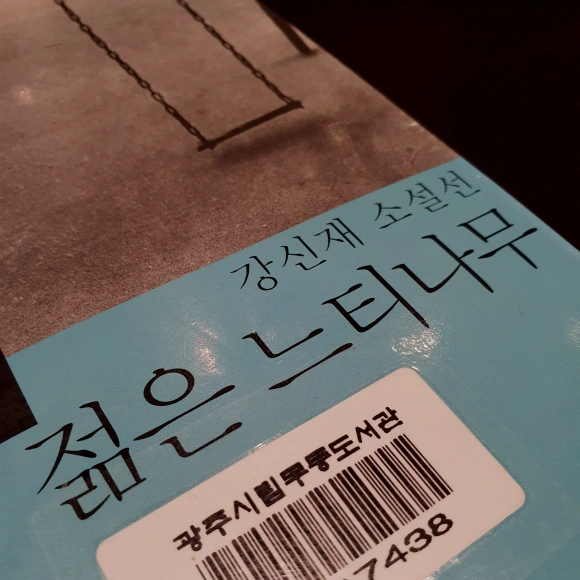 강신재 소설선
젊은 느티나무
광주시립무등도서관
7438